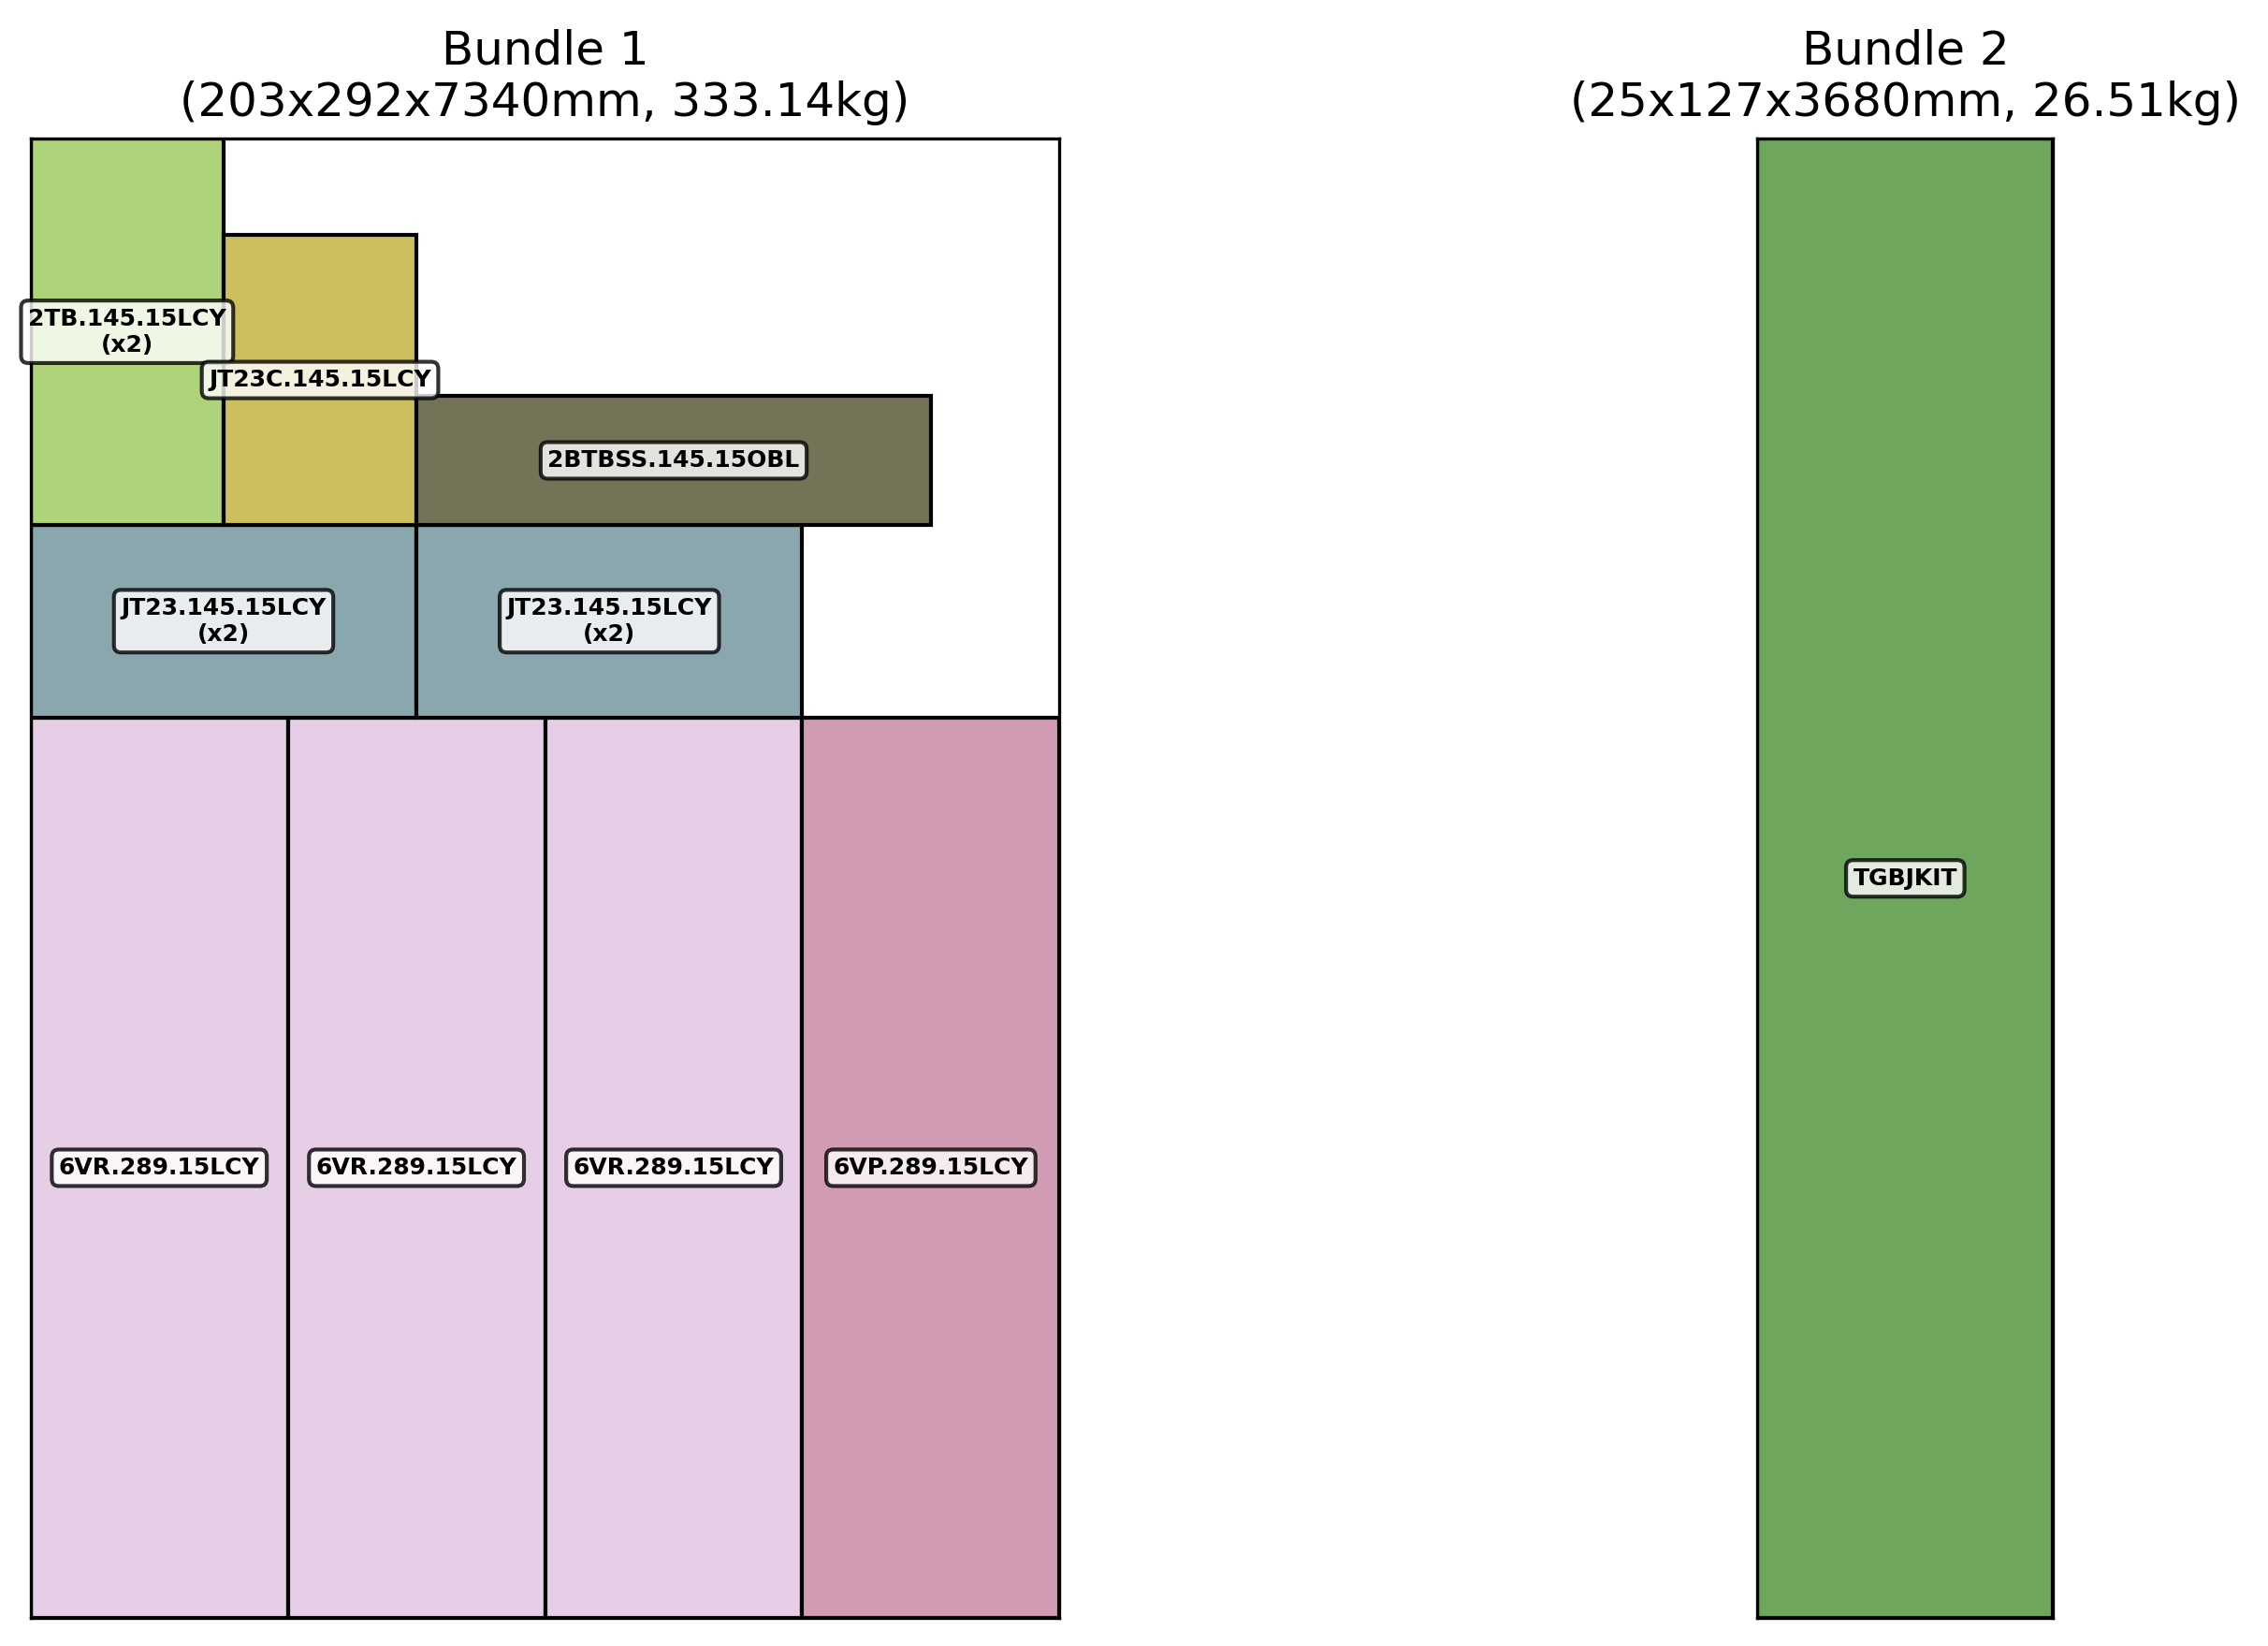 Bundle 1
(203x292x7340mm, 333.14kg)
Bundle 2
(25x127x3680mm, 26.51kg)
2TB.145.15LCY
(x2)
JT23C.145.15LCY
2BTBSS.145.15OBL
JT23.145.15LCY
(x2)
JT23.145.15LCY
(x2)
TGBJKIT
6VR.289.15LCY
6VR.289.15LCY
6VR.289.15LCY
6VP.289.15LCY